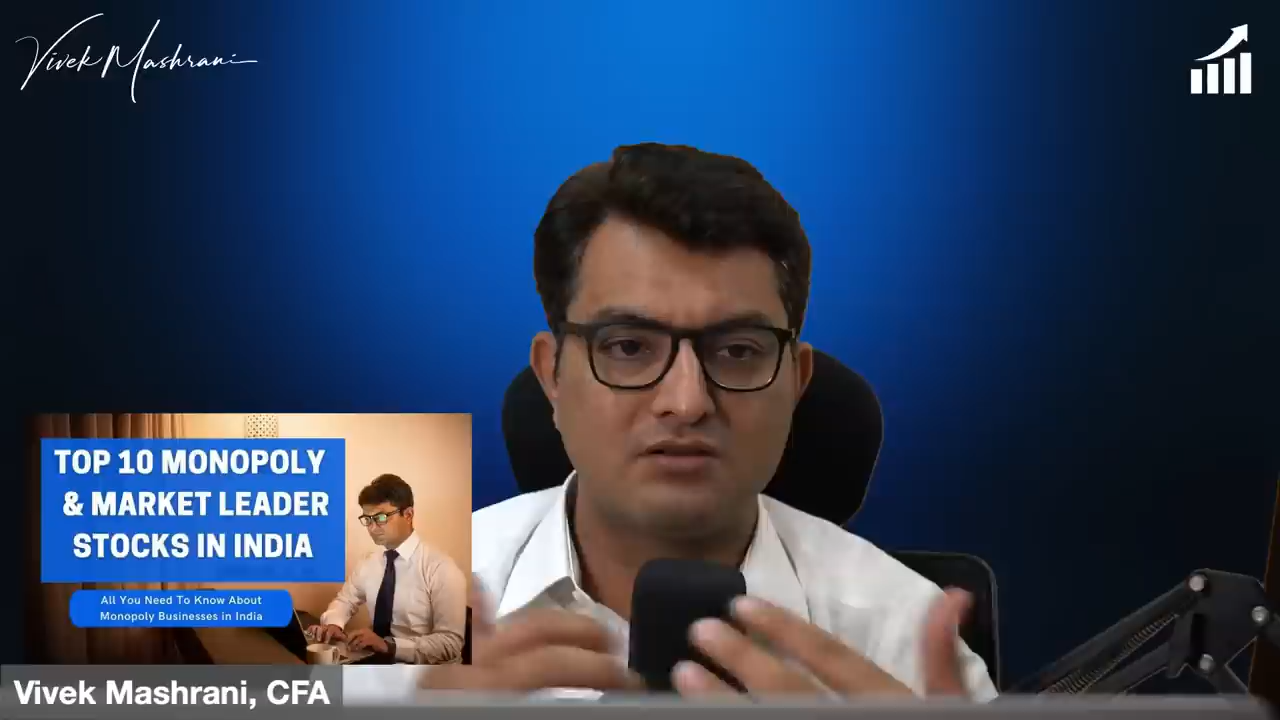 Vivek Mashrani
TOP 10 MONOPOLY
& MARKET LEADER
STOCKS IN INDIA
All You Need To Know About
Monopoly Businesses in India
Vivek Mashrani, CFA